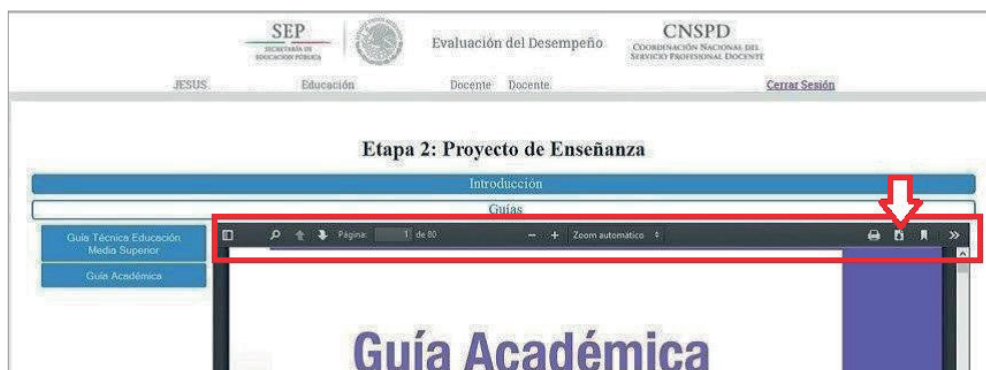 SEP
SECRETARÍA DE
EDUCACIÓN PÚBLICA
Evaluación del Desempeño
CNSPD
COORDINACIÓN NACIONAL DEL
SERVICIO PROFESIONAL DOCENTE
JESUS Educación Docente Docente. Cerrar Sesión
Etapa 2: Proyecto de Enseñanza
Introducción
Guías
Guía Técnica Educación
Media Superior
Guía Académica
Página: 1 de 80 Zoom automático
Guía Académica